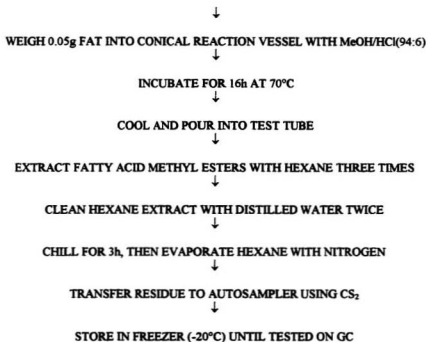 ↓
WEIGH 0.05g FAT INTO CONICAL REACTION VESSEL WITH MeOH/HCl(94:6)
↓
INCUBATE FOR 16h AT 70°C
↓
COOL AND POUR INTO TEST TUBE
↓
EXTRACT FATTY ACID METHYL ESTERS WITH HEXANE THREE TIMES
↓
CLEAN HEXANE EXTRACT WITH DISTILLED WATER TWICE
↓
CHILL FOR 3h, THEN EVAPORATE HEXANE WITH NITROGEN
↓
TRANSFER RESIDUE TO AUTOSAMPLER USING CS₂
↓
STORE IN FREEZER (-20°C) UNTIL TESTED ON GC